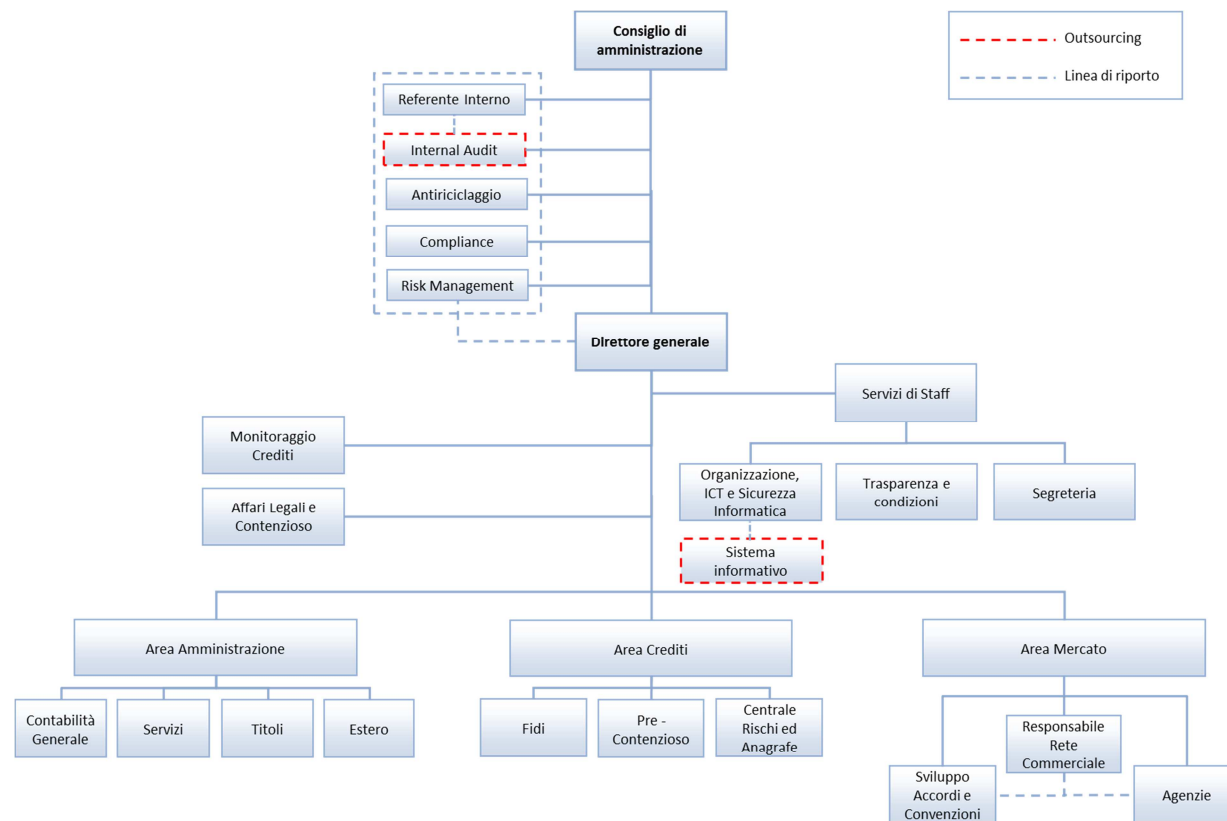 Consiglio di
amministrazione
Outsourcing
Linea di riporto
Referente Interno
Internal Audit
Antiriciclaggio
Compliance
Risk Management
DIrettore generale
Servizi di Staff
Monitoraggio
Crediti
Organizzazione,
ICT e Sicurezza
Informatica
Trasparenza e
condizioni
Segreteria
Affari Legali e
Contenzioso
Sistema
informativo
Area Amministrazione
Area Crediti
Area Mercato
Contabilità
Generale
Servizi
Titoli
Estero
Fidi
Pre -
Contenzioso
Centrale
Rischi ed
Anagrafe
Responsabile
Rete
Commerciale
Sviluppo
Accordi e
Convenzioni
Agenzie